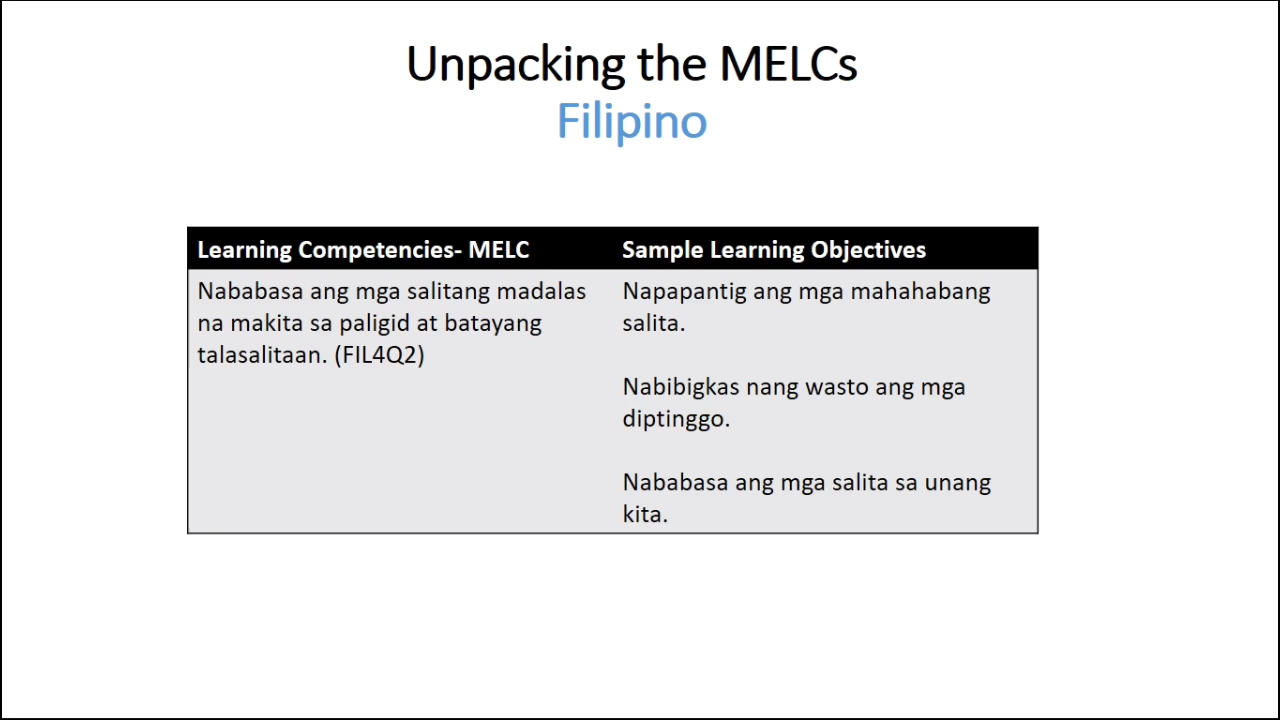 Unpacking the MELCs
Filipino
Learning Competencies- MELC
Sample Learning Objectives
Nababasa ang mga salitang madalas
na makita sa paligid at batayang
talasalitaan. (FIL4Q2)
Napapantig ang mga mahahabang
salita.
Nabibigkas nang wasto ang mga
diptinggo.
Nababasa ang mga salita sa unang
kita.